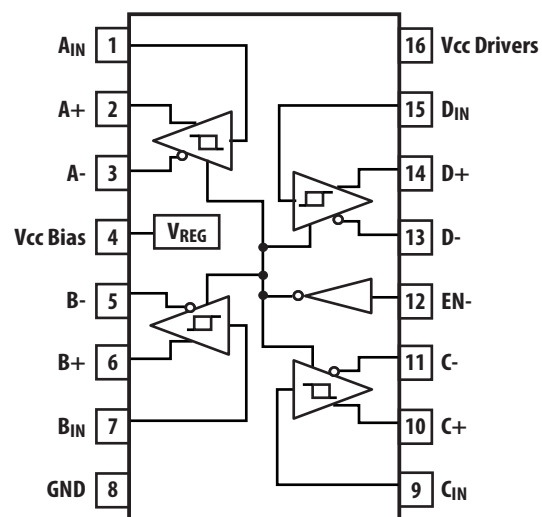 AIN 1
A+ 2
A- 3
Vcc Bias 4
VREG
B- 5
B+ 6
BIN 7
GND 8
16 Vcc Drivers
15 DIN
14 D+
13 D-
12 EN-
11 C-
10 C+
9 CIN